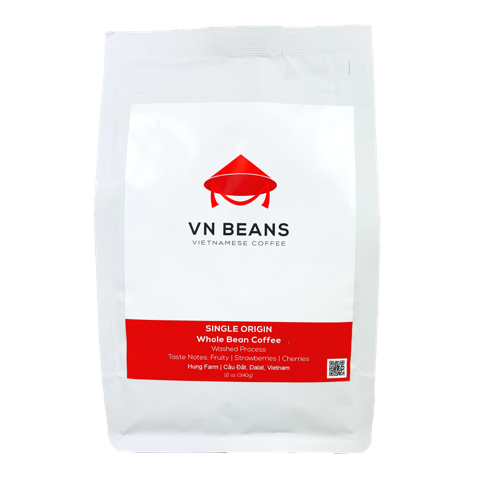 VN BEANS
VIETNAMESE COFFEE
SINGLE ORIGIN
Whole Bean Coffee
Washed Process
Taste Notes: Fruity | Strawberries | Cherries
Hung Farm | Cầu Đất, Dalat, Vietnam
12 oz (340g)